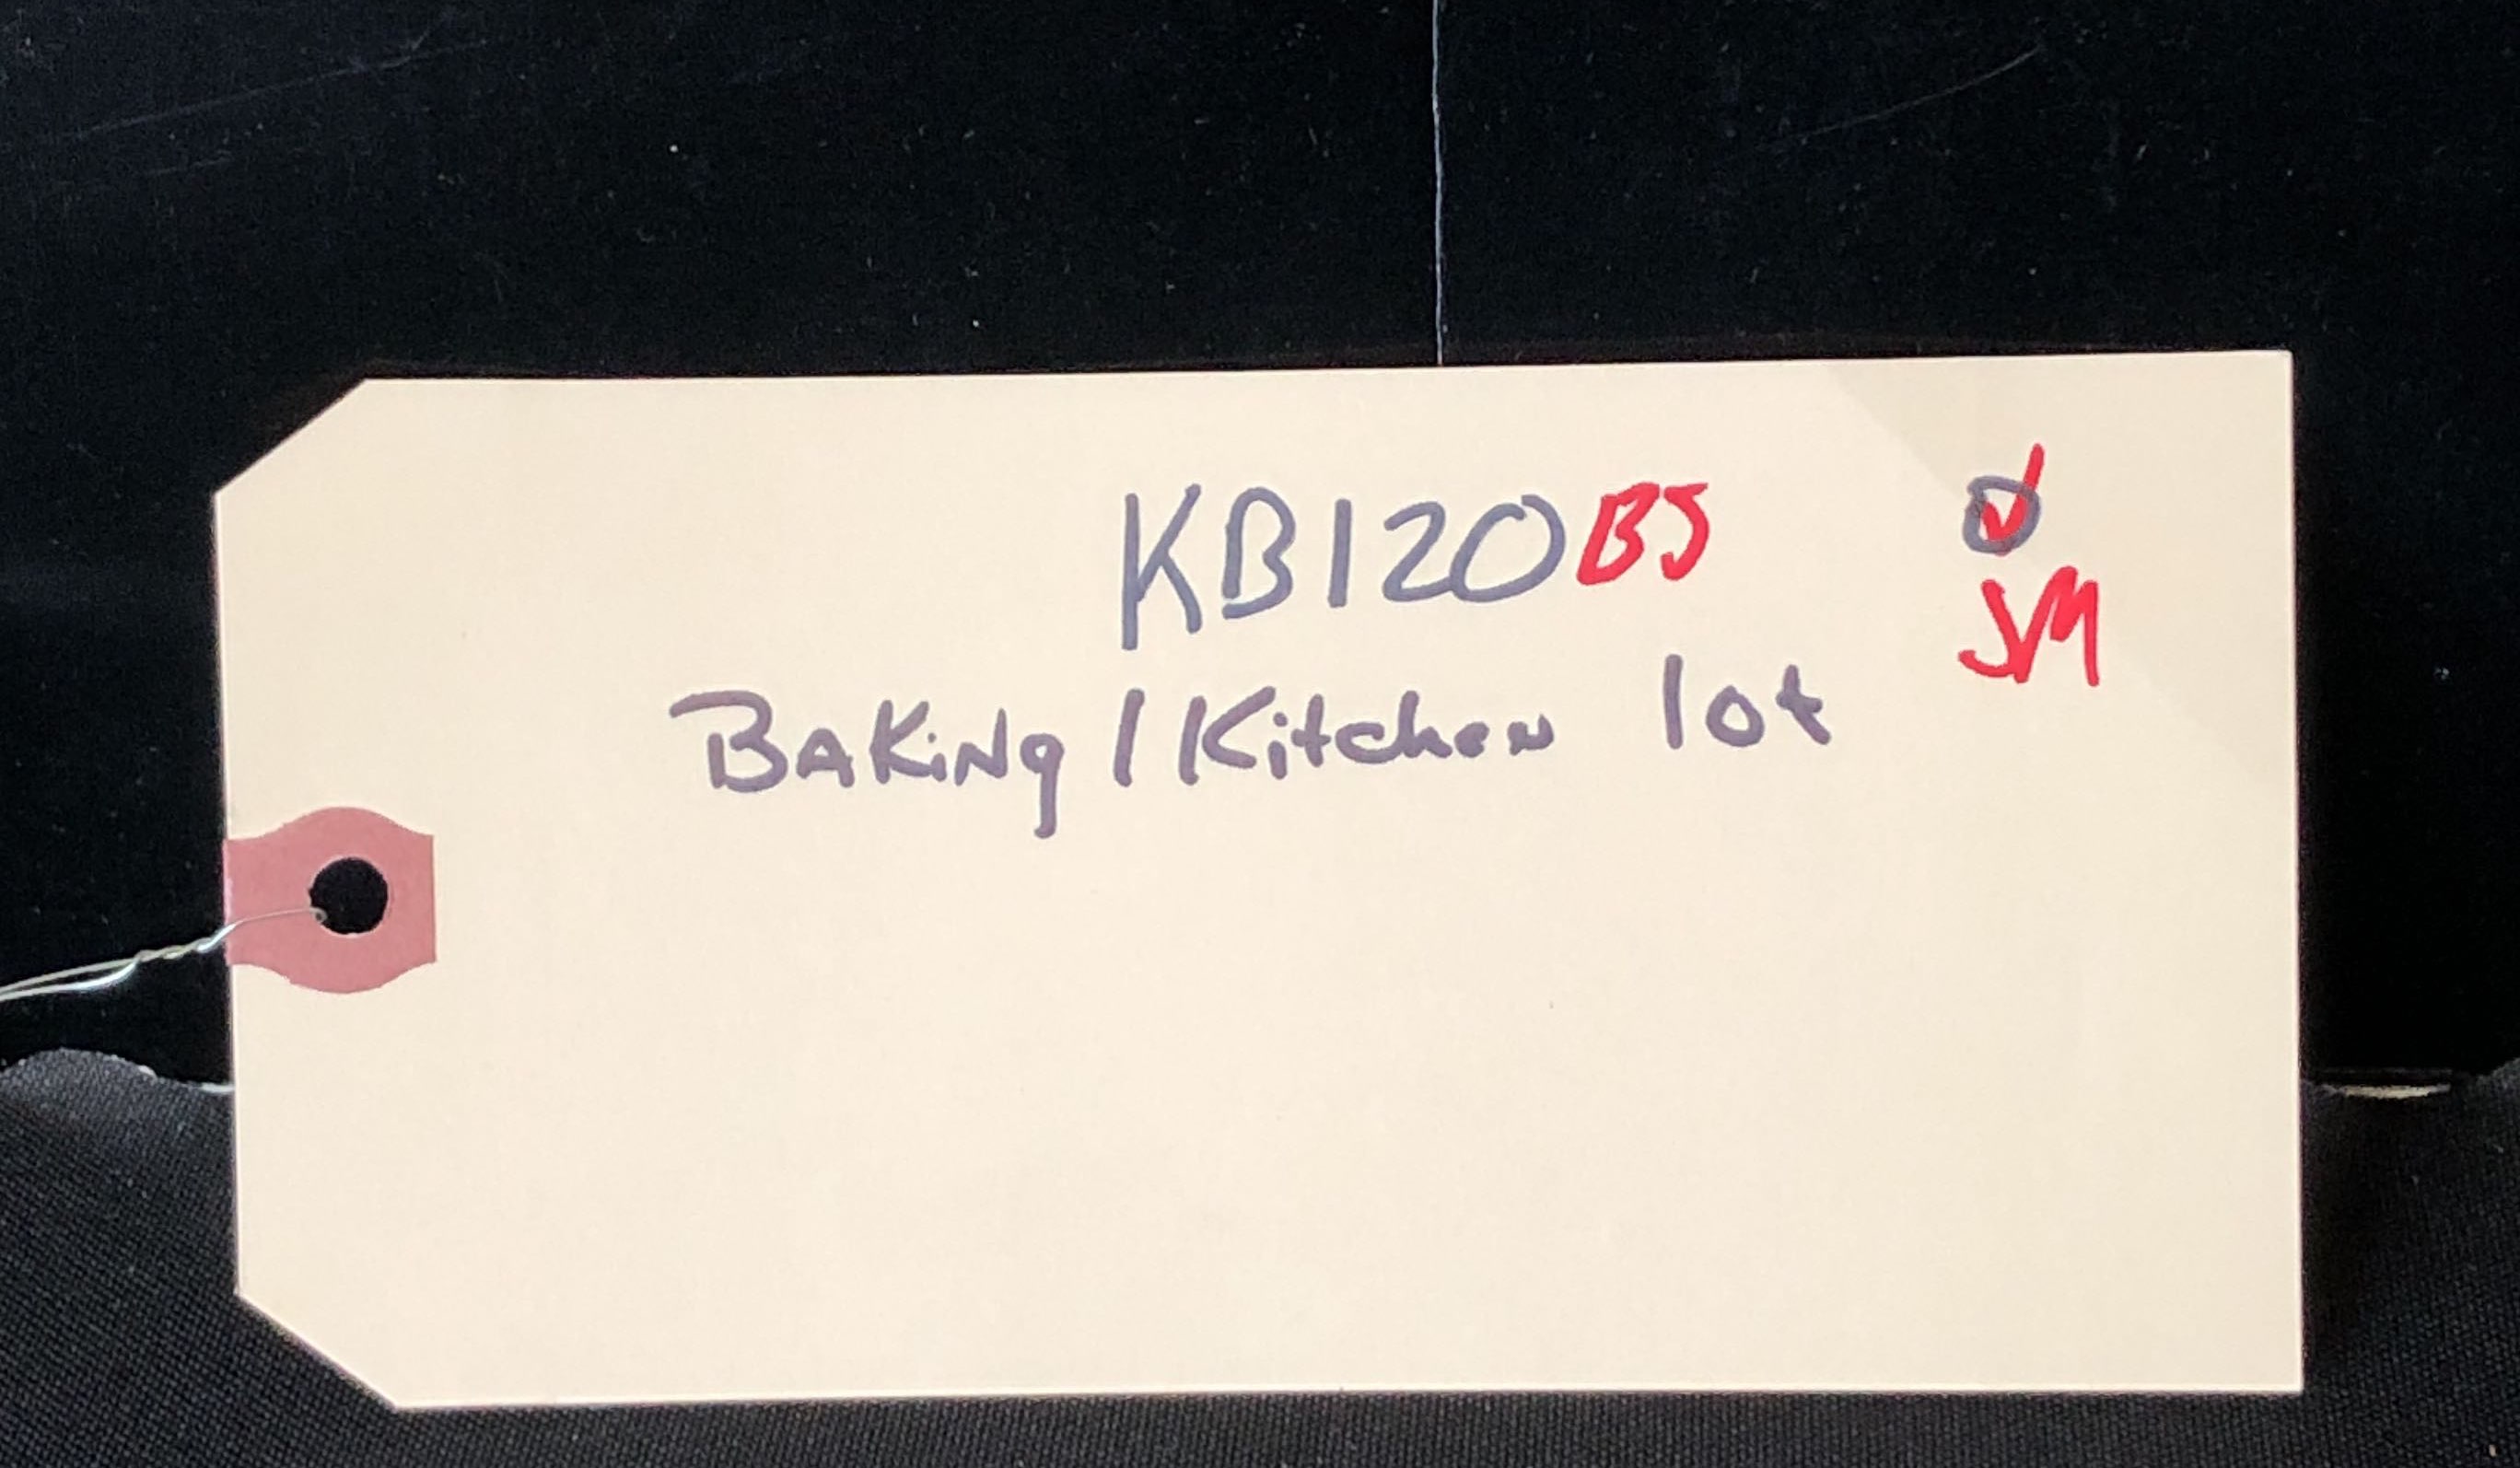 KB120BJ
JM
Baking / Kitchen lot